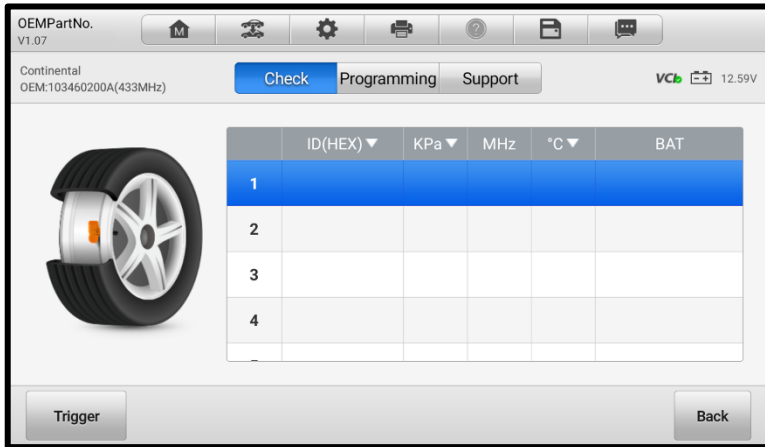 OEMPartNo.
V1.07
M
?
Continental
OEM:103460200A(433MHz)
Check Programming Support
VCI 12.59V
ID(HEX)▼ KPa▼ MHz °C▼ BAT
1
2
3
4
Trigger Back